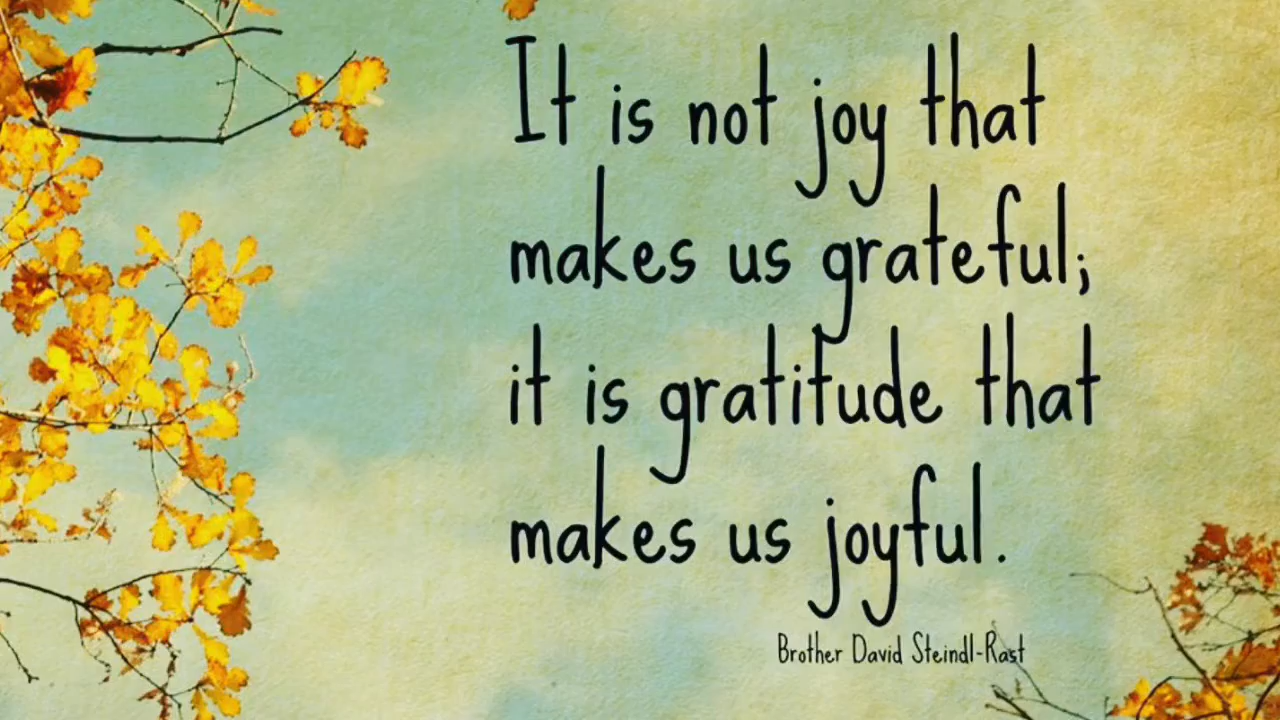 It is not joy that
makes us grateful;
it is gratitude that
makes us joyful.
Brother David Steindl-Rast